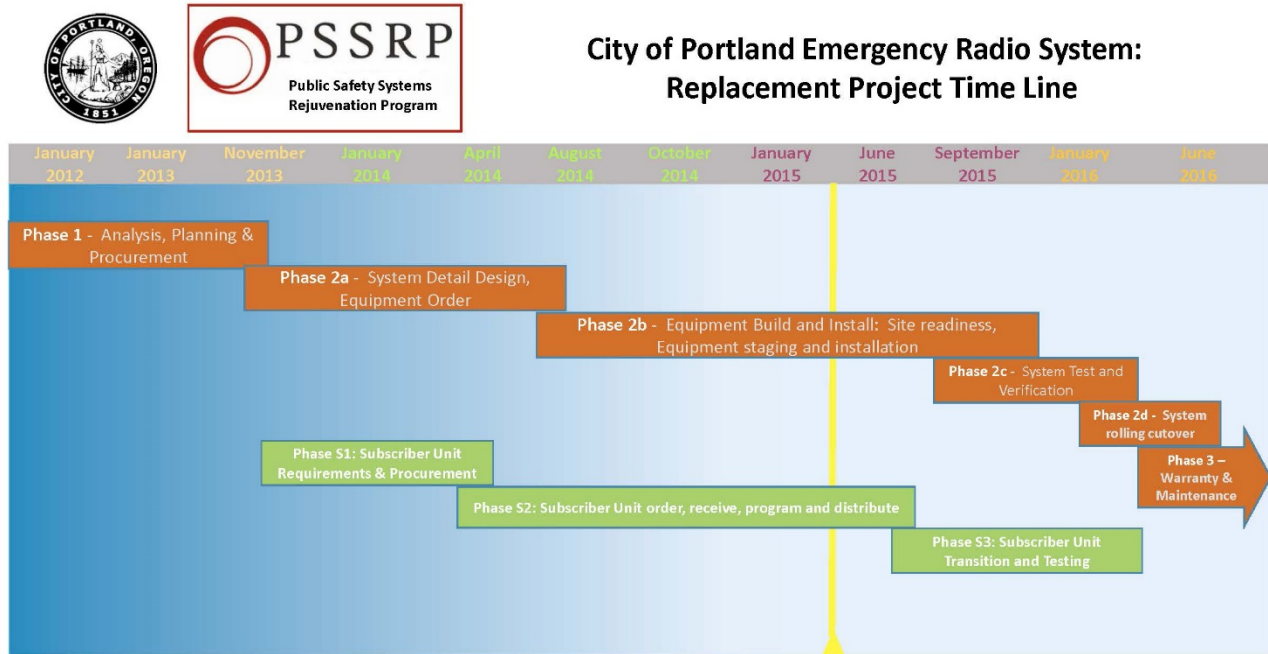 CITY OF PORTLAND, OREGON
1851
PSSRP
Public Safety Systems
Rejuvenation Program
City of Portland Emergency Radio System:
Replacement Project Time Line
January January November January April August October January June September January June
2012 2013 2013 2014 2014 2014 2014 2015 2015 2015 2016 2016
Phase 1 - Analysis, Planning &
Procurement
Phase 2a - System Detail Design,
Equipment Order
Phase 2b - Equipment Build and Install: Site readiness,
Equipment staging and installation
Phase 2c - System Test and
Verification
Phase 2d - System
rolling cutover
Phase S1: Subscriber Unit
Requirements & Procurement
Phase 3 –
Warranty &
Maintenance
Phase S2: Subscriber Unit order, receive, program and distribute
Phase S3: Subscriber Unit
Transition and Testing